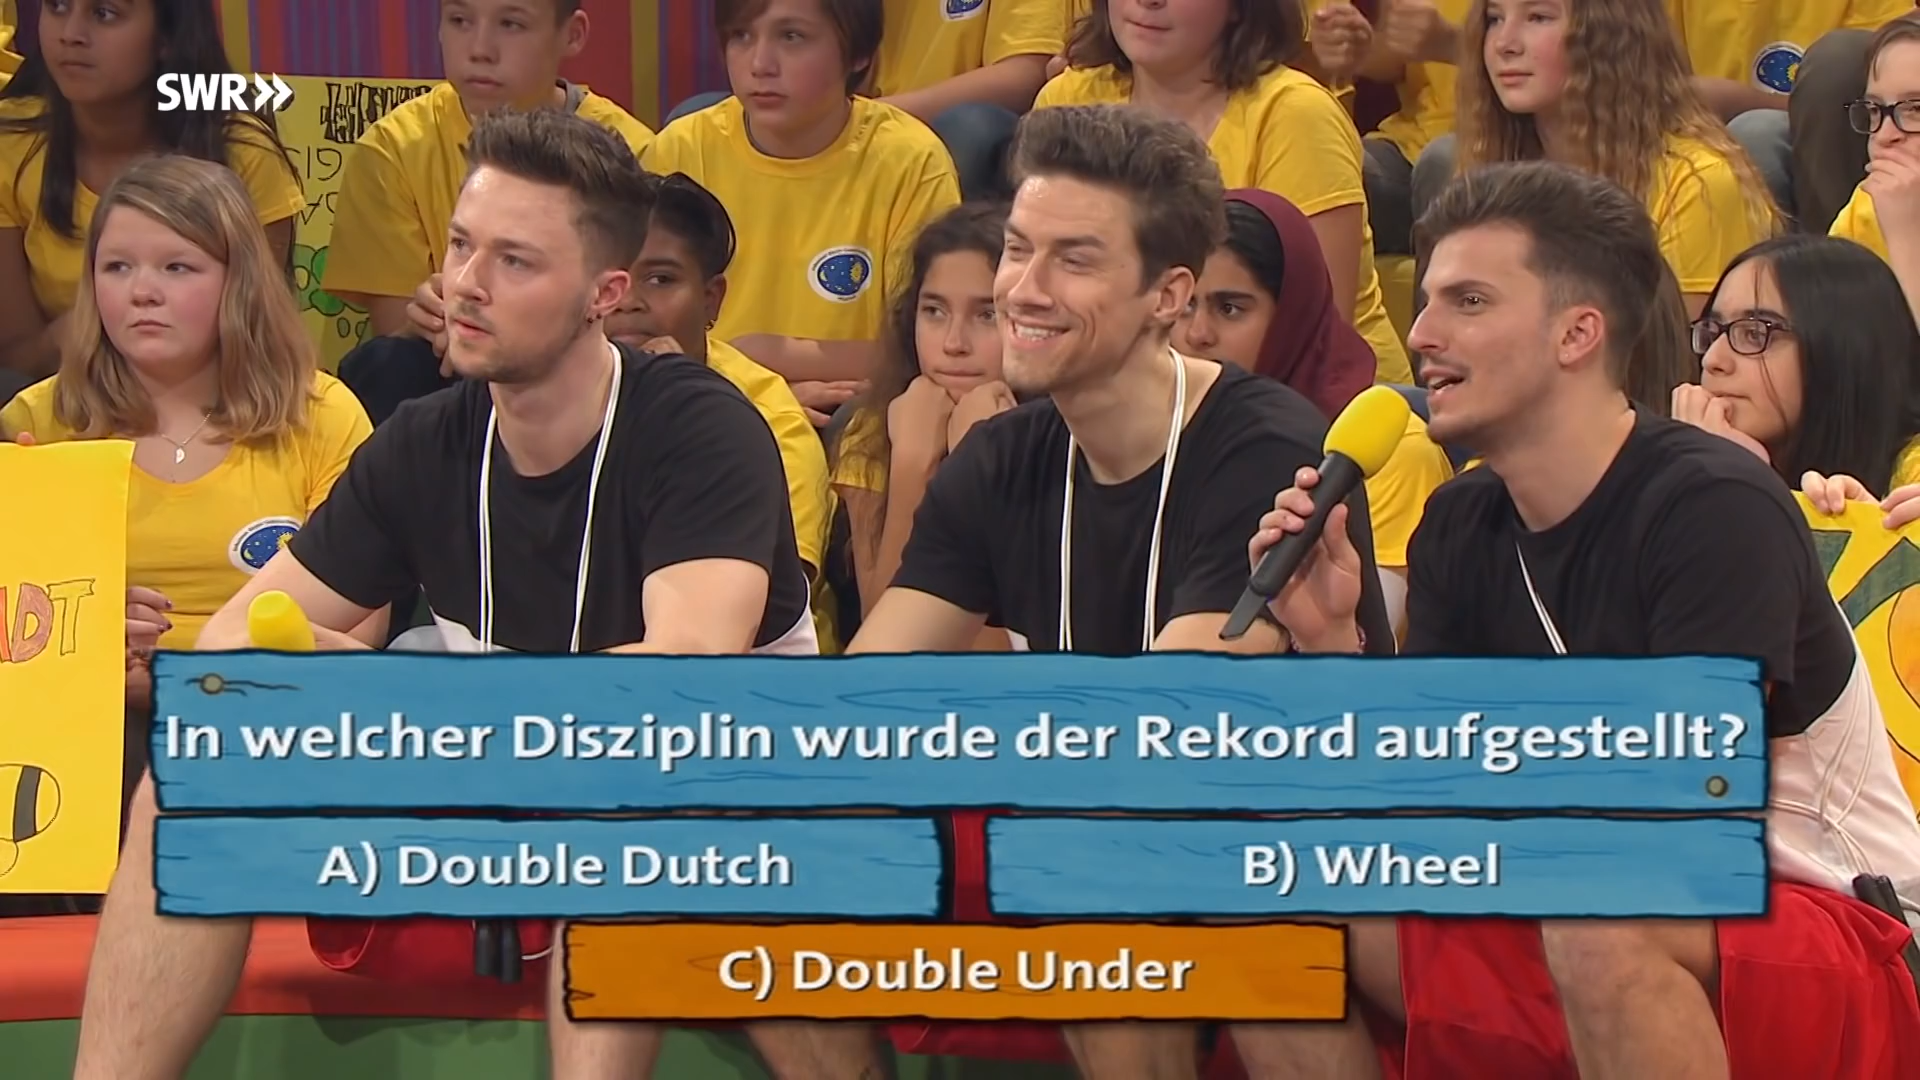 SWR»
In welcher Disziplin wurde der Rekord aufgestellt?
A) Double Dutch
B) Wheel
C) Double Under